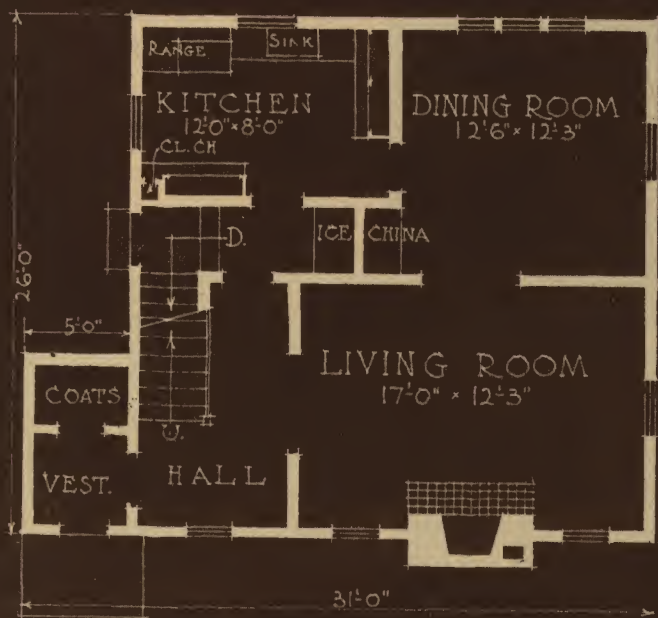 RANGE
SINK
KITCHEN
12'-0" × 8'-0"
DINING ROOM
12'-6" × 12'-3"
CL. CH
D.
ICE
CHINA
26'-0"
5'-0"
LIVING ROOM
17'-0" × 12'-3"
COATS
U.
HALL
VEST.
31'-0"